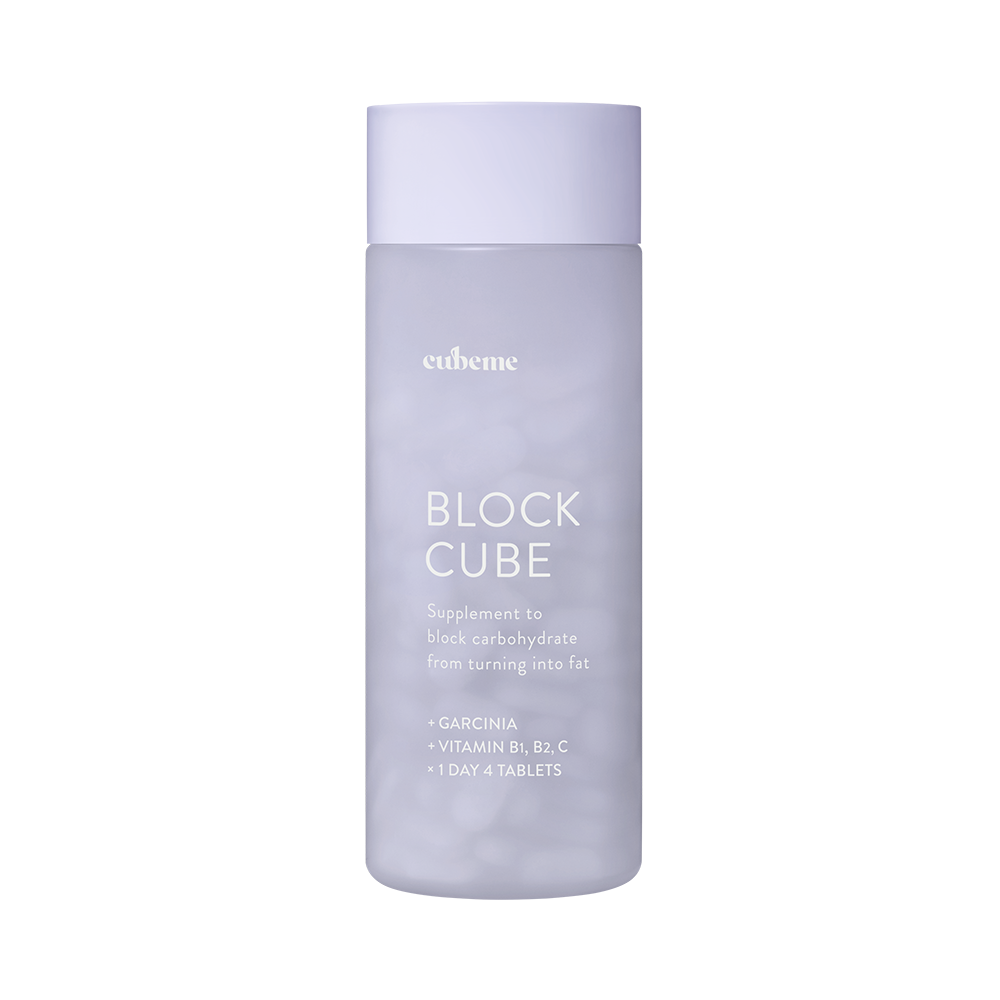 cubeme
BLOCK
CUBE
Supplement to
block carbohydrate
from turning into fat
+ GARCINIA
+ VITAMIN B1, B2, C
× 1 DAY 4 TABLETS